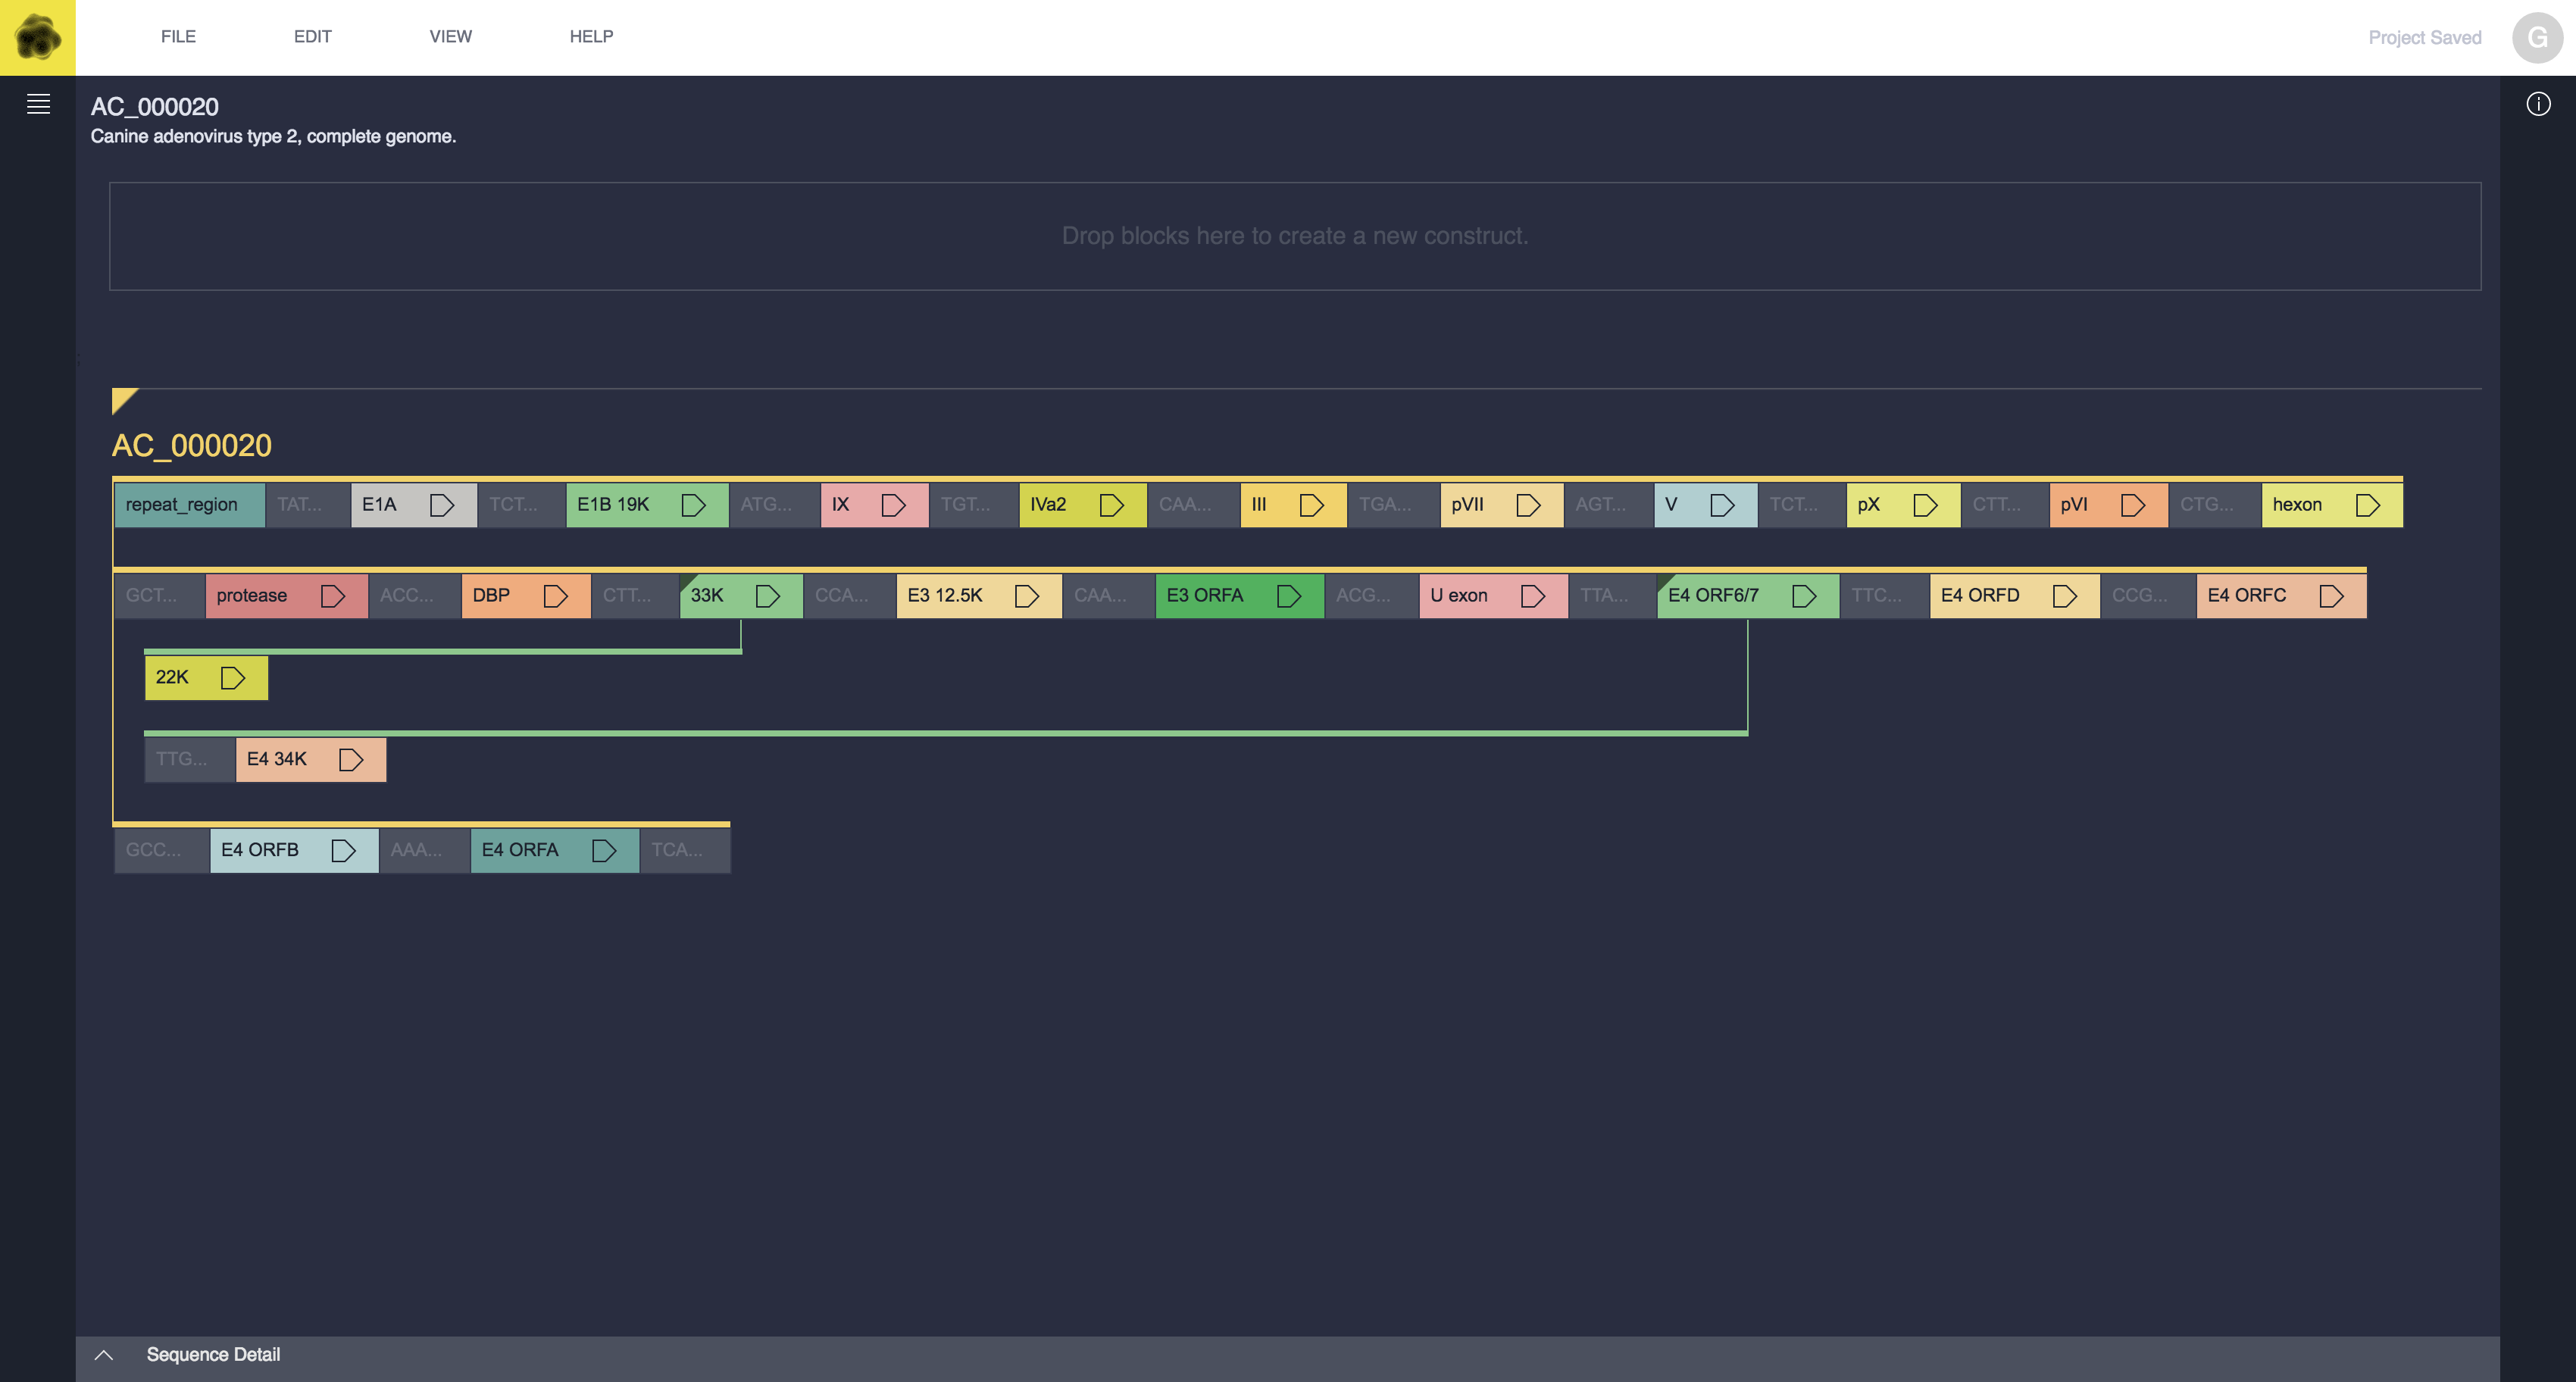 FILE EDIT VIEW HELP Project Saved G
AC_000020
Canine adenovirus type 2, complete genome.
Drop blocks here to create a new construct.
AC_000020
repeat_region TAT... E1A TCT... E1B 19K ATG... IX TGT... IVa2 CAA... III TGA... pVII AGT... V TCT... pX CTT... pVI CTG... hexon
GCT... protease ACC... DBP CTT... 33K CCA... E3 12.5K CAA... E3 ORFA ACG... U exon TTA... E4 ORF6/7 TTC... E4 ORFD CCG... E4 ORFC
22K
TTG... E4 34K
GCC... E4 ORFB AAA... E4 ORFA TCA...
Sequence Detail